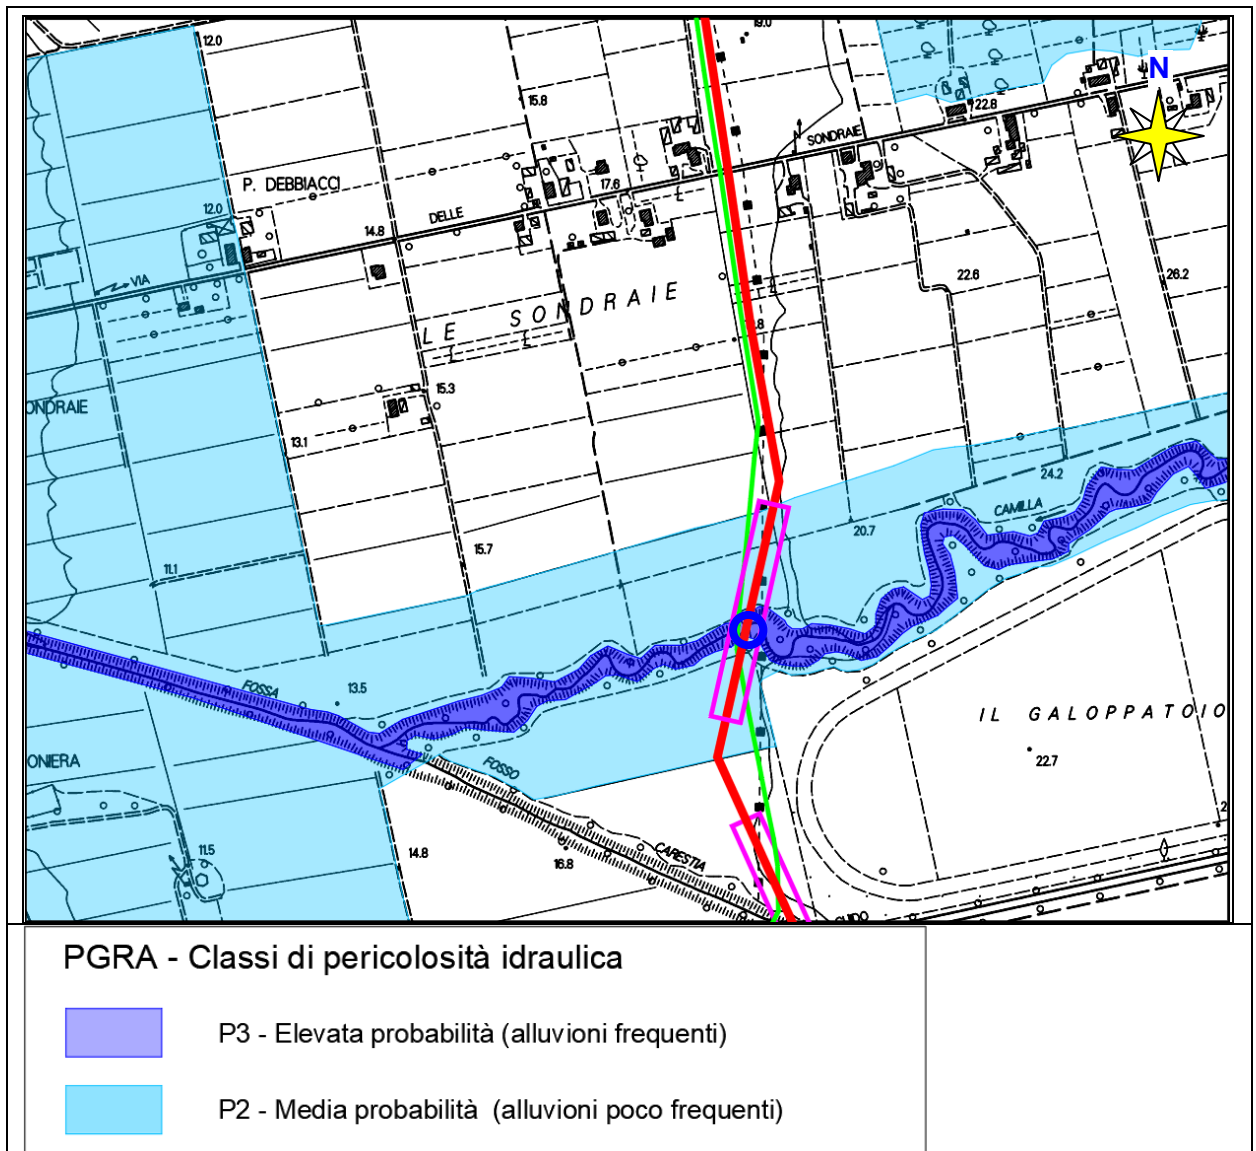 12.0
19.0
15.8
N
22.8
SONDRAIE
P. DEBBIACCI
17.6
12.0
DELLE
14.8
VIA
22.6
26.2
LE SONDRAIE
15.3
13.1
24.2
CAMILLA
20.7
15.7
11.1
FOSSA
13.5
IL GALOPPATOIO
22.7
ONIERA
FOSSO
CARESTIA
14.8
16.8
11.5
GUIDO
PGRA - Classi di pericolosità idraulica
P3 - Elevata probabilità (alluvioni frequenti)
P2 - Media probabilità (alluvioni poco frequenti)